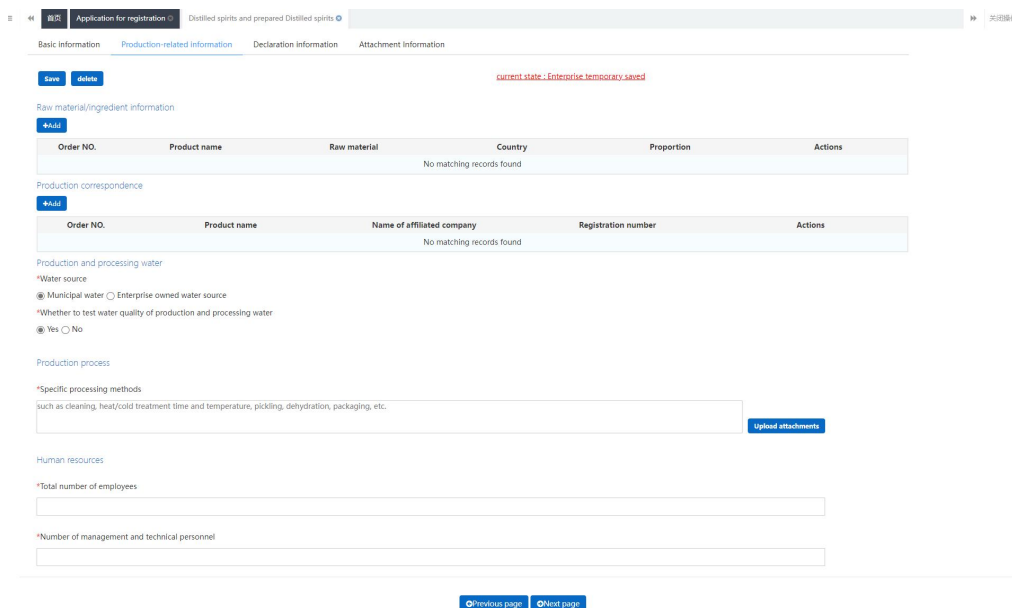 首页 Application for registration Distilled spirits and prepared Distilled spirits 关闭操
Basic information Production-related information Declaration information Attachment Information
Save delete current state : Enterprise temporary saved
Raw material/ingredient information
+Add
Order NO. Product name Raw material Country Proportion Actions
No matching records found
Production correspondence
+Add
Order NO. Product name Name of affiliated company Registration number Actions
No matching records found
Production and processing water
*Water source
Municipal water Enterprise owned water source
*Whether to test water quality of production and processing water
Yes No
Production process
*Specific processing methods
such as cleaning, heat/cold treatment time and temperature, pickling, dehydration, packaging, etc.
Upload attachments
Human resources
*Total number of employees
*Number of management and technical personnel
Previous page Next page